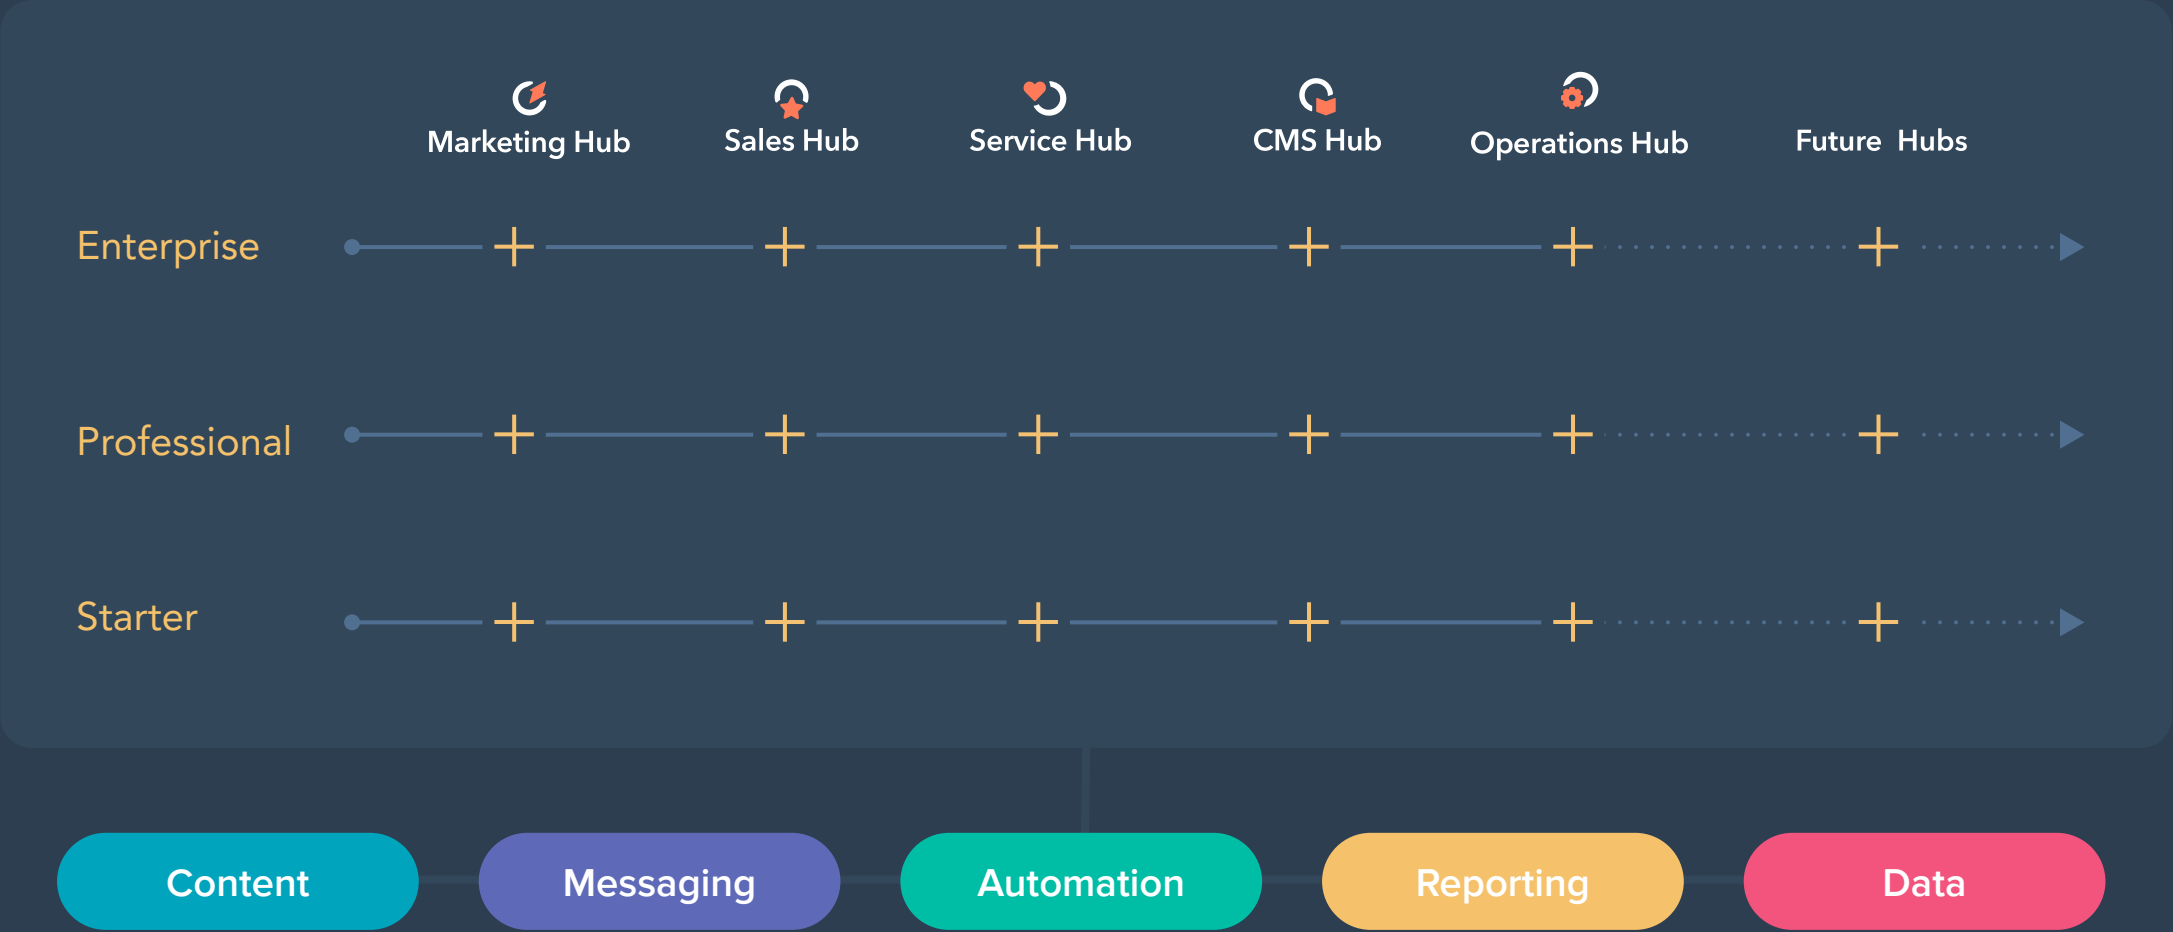 Marketing Hub
Sales Hub
Service Hub
CMS Hub
Operations Hub
Future Hubs
Enterprise
Professional
Starter
Content
Messaging
Automation
Reporting
Data